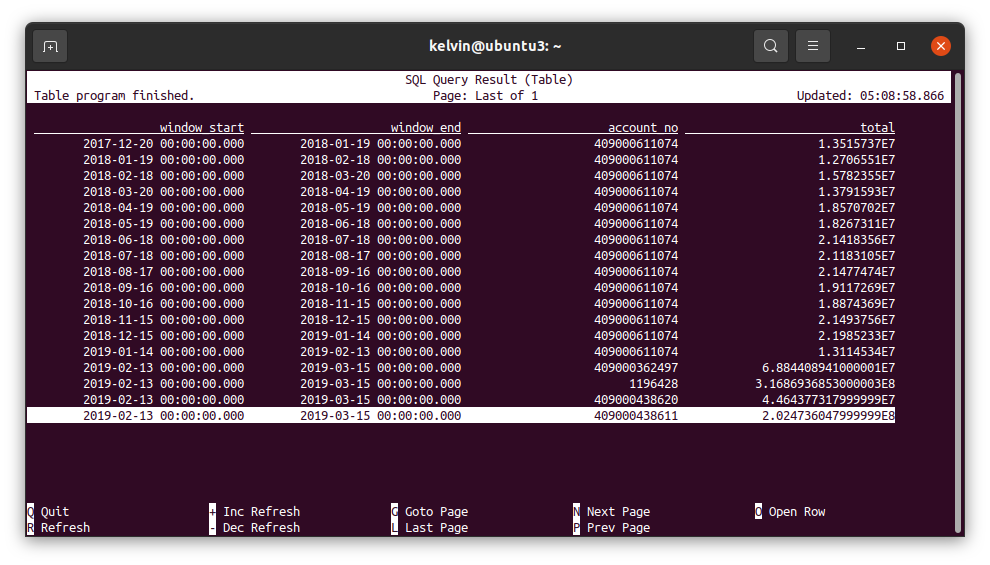 kelvin@ubuntu3: ~
SQL Query Result (Table)
Table program finished. Page: Last of 1 Updated: 05:08:58.866
window start window end account no total
2017-12-20 00:00:00.000 2018-01-19 00:00:00.000 409000611074 1.3515737E7
2018-01-19 00:00:00.000 2018-02-18 00:00:00.000 409000611074 1.2706551E7
2018-02-18 00:00:00.000 2018-03-20 00:00:00.000 409000611074 1.5782355E7
2018-03-20 00:00:00.000 2018-04-19 00:00:00.000 409000611074 1.3791593E7
2018-04-19 00:00:00.000 2018-05-19 00:00:00.000 409000611074 1.8570702E7
2018-05-19 00:00:00.000 2018-06-18 00:00:00.000 409000611074 1.8267311E7
2018-06-18 00:00:00.000 2018-07-18 00:00:00.000 409000611074 2.1418356E7
2018-07-18 00:00:00.000 2018-08-17 00:00:00.000 409000611074 2.1183105E7
2018-08-17 00:00:00.000 2018-09-16 00:00:00.000 409000611074 2.1477474E7
2018-09-16 00:00:00.000 2018-10-16 00:00:00.000 409000611074 1.9117269E7
2018-10-16 00:00:00.000 2018-11-15 00:00:00.000 409000611074 1.8874369E7
2018-11-15 00:00:00.000 2018-12-15 00:00:00.000 409000611074 2.1493756E7
2018-12-15 00:00:00.000 2019-01-14 00:00:00.000 409000611074 2.1985233E7
2019-01-14 00:00:00.000 2019-02-13 00:00:00.000 409000611074 1.3114534E7
2019-02-13 00:00:00.000 2019-03-15 00:00:00.000 409000362497 6.884408941000001E7
2019-02-13 00:00:00.000 2019-03-15 00:00:00.000 1196428 3.1686936853000003E8
2019-02-13 00:00:00.000 2019-03-15 00:00:00.000 409000438620 4.464377317999999E7
2019-02-13 00:00:00.000 2019-03-15 00:00:00.000 409000438611 2.024736047999999E8
Q Quit + Inc Refresh G Goto Page N Next Page O Open Row
R Refresh - Dec Refresh L Last Page P Prev Page